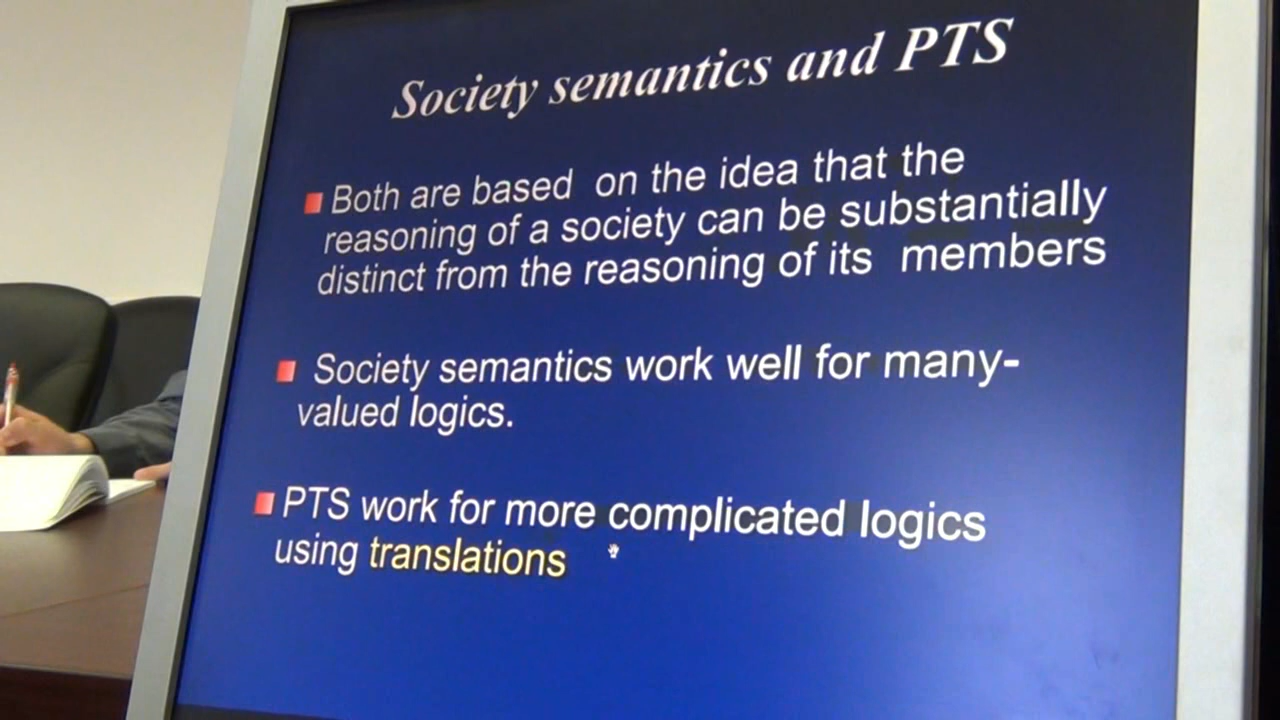 Society semantics and PTS
Both are based on the idea that the
reasoning of a society can be substantially
distinct from the reasoning of its members
Society semantics work well for many-
valued logics.
PTS work for more complicated logics
using translations